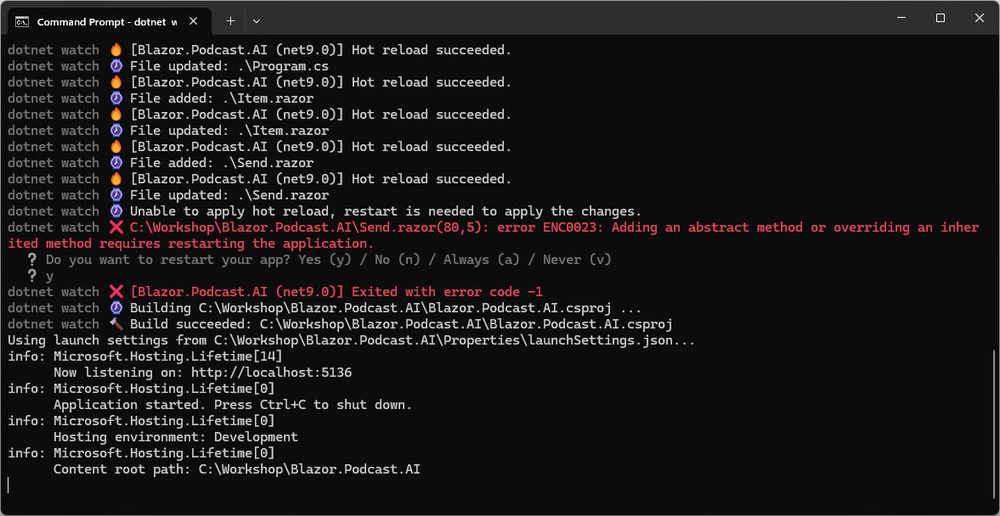 Command Prompt - dotnet w
dotnet watch 🔥 [Blazor.Podcast.AI (net9.0)] Hot reload succeeded.
dotnet watch ⌚ File updated: .\Program.cs
dotnet watch 🔥 [Blazor.Podcast.AI (net9.0)] Hot reload succeeded.
dotnet watch ⌚ File added: .\Item.razor
dotnet watch 🔥 [Blazor.Podcast.AI (net9.0)] Hot reload succeeded.
dotnet watch ⌚ File updated: .\Item.razor
dotnet watch 🔥 [Blazor.Podcast.AI (net9.0)] Hot reload succeeded.
dotnet watch ⌚ File added: .\Send.razor
dotnet watch 🔥 [Blazor.Podcast.AI (net9.0)] Hot reload succeeded.
dotnet watch ⌚ File updated: .\Send.razor
dotnet watch ⌚ Unable to apply hot reload, restart is needed to apply the changes.
dotnet watch ❌ C:\Workshop\Blazor.Podcast.AI\Send.razor(80,5): error ENC0023: Adding an abstract method or overriding an inher
ited method requires restarting the application.
❔ Do you want to restart your app? Yes (y) / No (n) / Always (a) / Never (v)
❔ y
dotnet watch ❌ [Blazor.Podcast.AI (net9.0)] Exited with error code -1
dotnet watch ⌚ Building C:\Workshop\Blazor.Podcast.AI\Blazor.Podcast.AI.csproj ...
dotnet watch 🔨 Build succeeded: C:\Workshop\Blazor.Podcast.AI\Blazor.Podcast.AI.csproj
Using launch settings from C:\Workshop\Blazor.Podcast.AI\Properties\launchSettings.json...
info: Microsoft.Hosting.Lifetime[14]
Now listening on: http://localhost:5136
info: Microsoft.Hosting.Lifetime[0]
Application started. Press Ctrl+C to shut down.
info: Microsoft.Hosting.Lifetime[0]
Hosting environment: Development
info: Microsoft.Hosting.Lifetime[0]
Content root path: C:\Workshop\Blazor.Podcast.AI